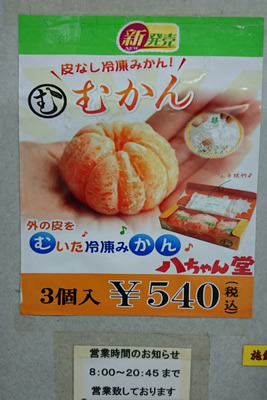 新発売
NEW
皮なし冷凍みかん!
む
むかん
外の皮を
むいた冷凍みかん
八ちゃん堂
3個入 ¥540(税込)
営業時間のお知らせ
8:00~20:45まで
営業致しております